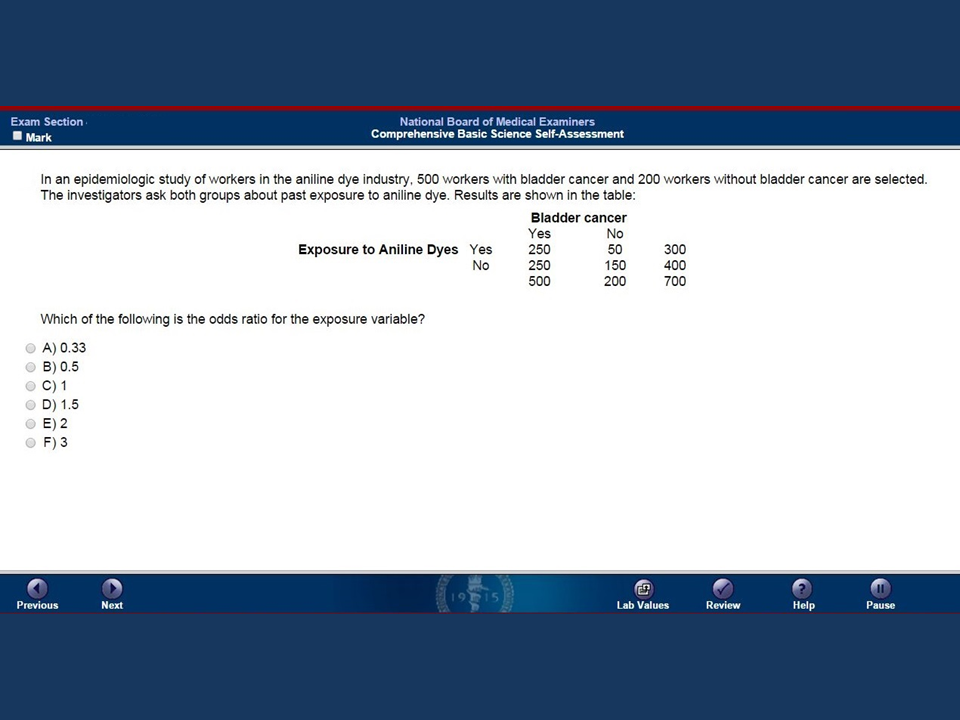 Exam Section
National Board of Medical Examiners
Mark
Comprehensive Basic Science Self-Assessment
In an epidemiologic study of workers in the aniline dye industry, 500 workers with bladder cancer and 200 workers without bladder cancer are selected.
The investigators ask both groups about past exposure to aniline dye. Results are shown in the table:
Bladder cancer
Yes No
Exposure to Aniline Dyes Yes 250 50 300
No 250 150 400
500 200 700
Which of the following is the odds ratio for the exposure variable?
A) 0.33
B) 0.5
C) 1
D) 1.5
E) 2
F) 3
1915
Previous Next Lab Values Review Help Pause